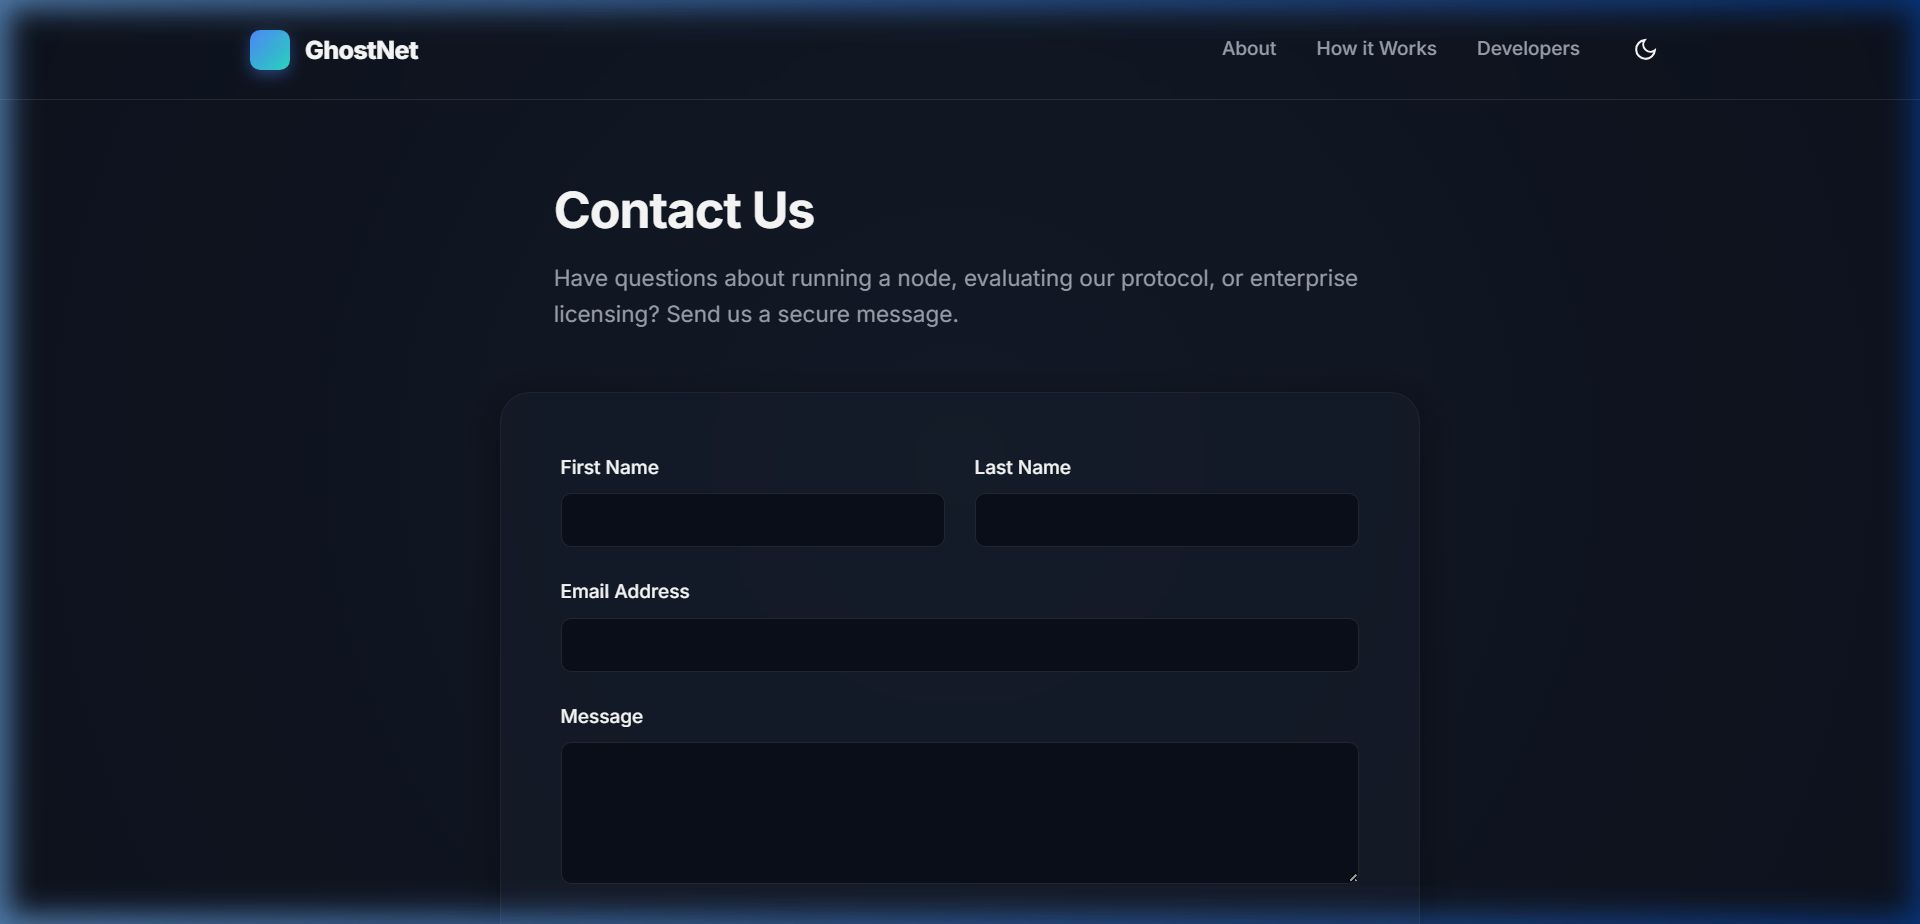 GhostNet
About
How it Works
Developers
Contact Us
Have questions about running a node, evaluating our protocol, or enterprise
licensing? Send us a secure message.
First Name
Last Name
Email Address
Message